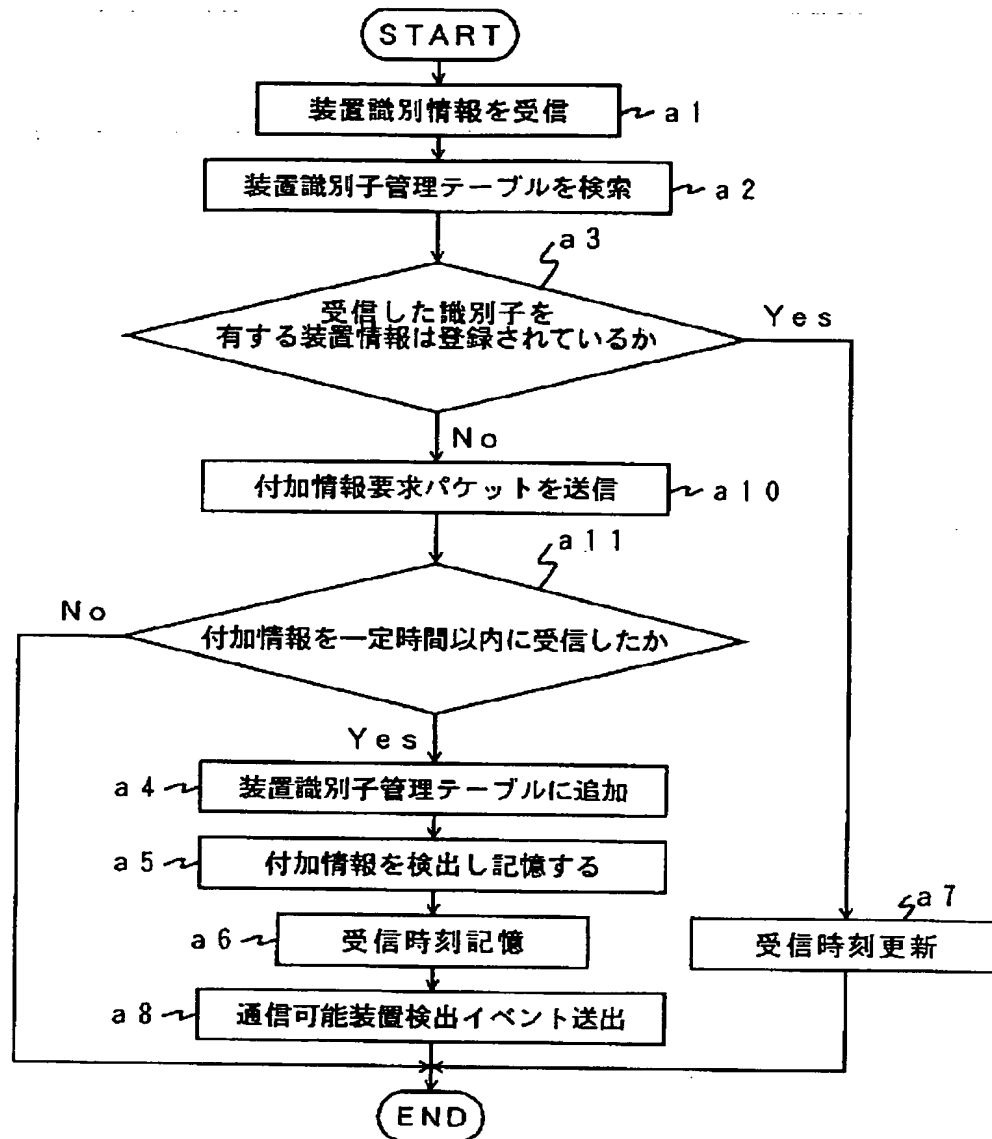 START
装置識別情報を受信
a1
装置識別子管理テーブルを検索
a2
a3
受信した識別子を
有する装置情報は登録されているか
Yes
No
付加情報要求パケットを送信
a10
a11
No
付加情報を一定時間以内に受信したか
Yes
a4
装置識別子管理テーブルに追加
a5
付加情報を検出し記憶する
a6
受信時刻記憶
a7
受信時刻更新
a8
通信可能装置検出イベント送出
END